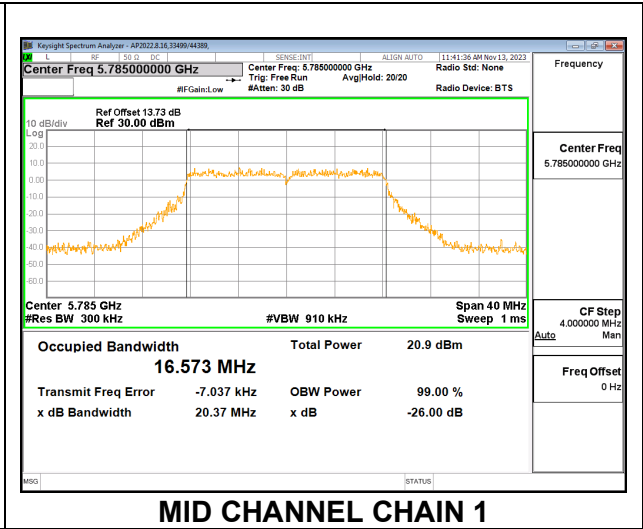 Keysight Spectrum Analyzer - AP2022.8.16,33499/44389,
L RF 50 Ω DC SENSE:INT ALIGN AUTO 11:41:36 AM Nov 13, 2023
Center Freq 5.785000000 GHz
Center Freq: 5.785000000 GHz Radio Std: None
Trig: Free Run Avg|Hold: 20/20
#IFGain:Low #Atten: 30 dB Radio Device: BTS
Frequency
Ref Offset 13.73 dB
10 dB/div Ref 30.00 dBm
Log
20.0
10.0
0.00
-10.0
-20.0
-30.0
-40.0
-50.0
-60.0
Center 5.785 GHz Span 40 MHz
#Res BW 300 kHz #VBW 910 kHz Sweep 1 ms
Occupied Bandwidth Total Power 20.9 dBm
16.573 MHz
Transmit Freq Error -7.037 kHz OBW Power 99.00 %
x dB Bandwidth 20.37 MHz x dB -26.00 dB
Center Freq
5.785000000 GHz
CF Step
4.000000 MHz
Auto Man
Freq Offset
0 Hz
MSG STATUS
MID CHANNEL CHAIN 1